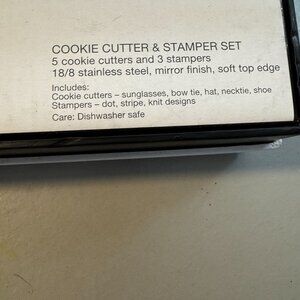 COOKIE CUTTER & STAMPER SET
5 cookie cutters and 3 stampers
18/8 stainless steel, mirror finish, soft top edge
Includes:
Cookie cutters – sunglasses, bow tie, hat, necktie, shoe
Stampers – dot, stripe, knit designs
Care: Dishwasher safe